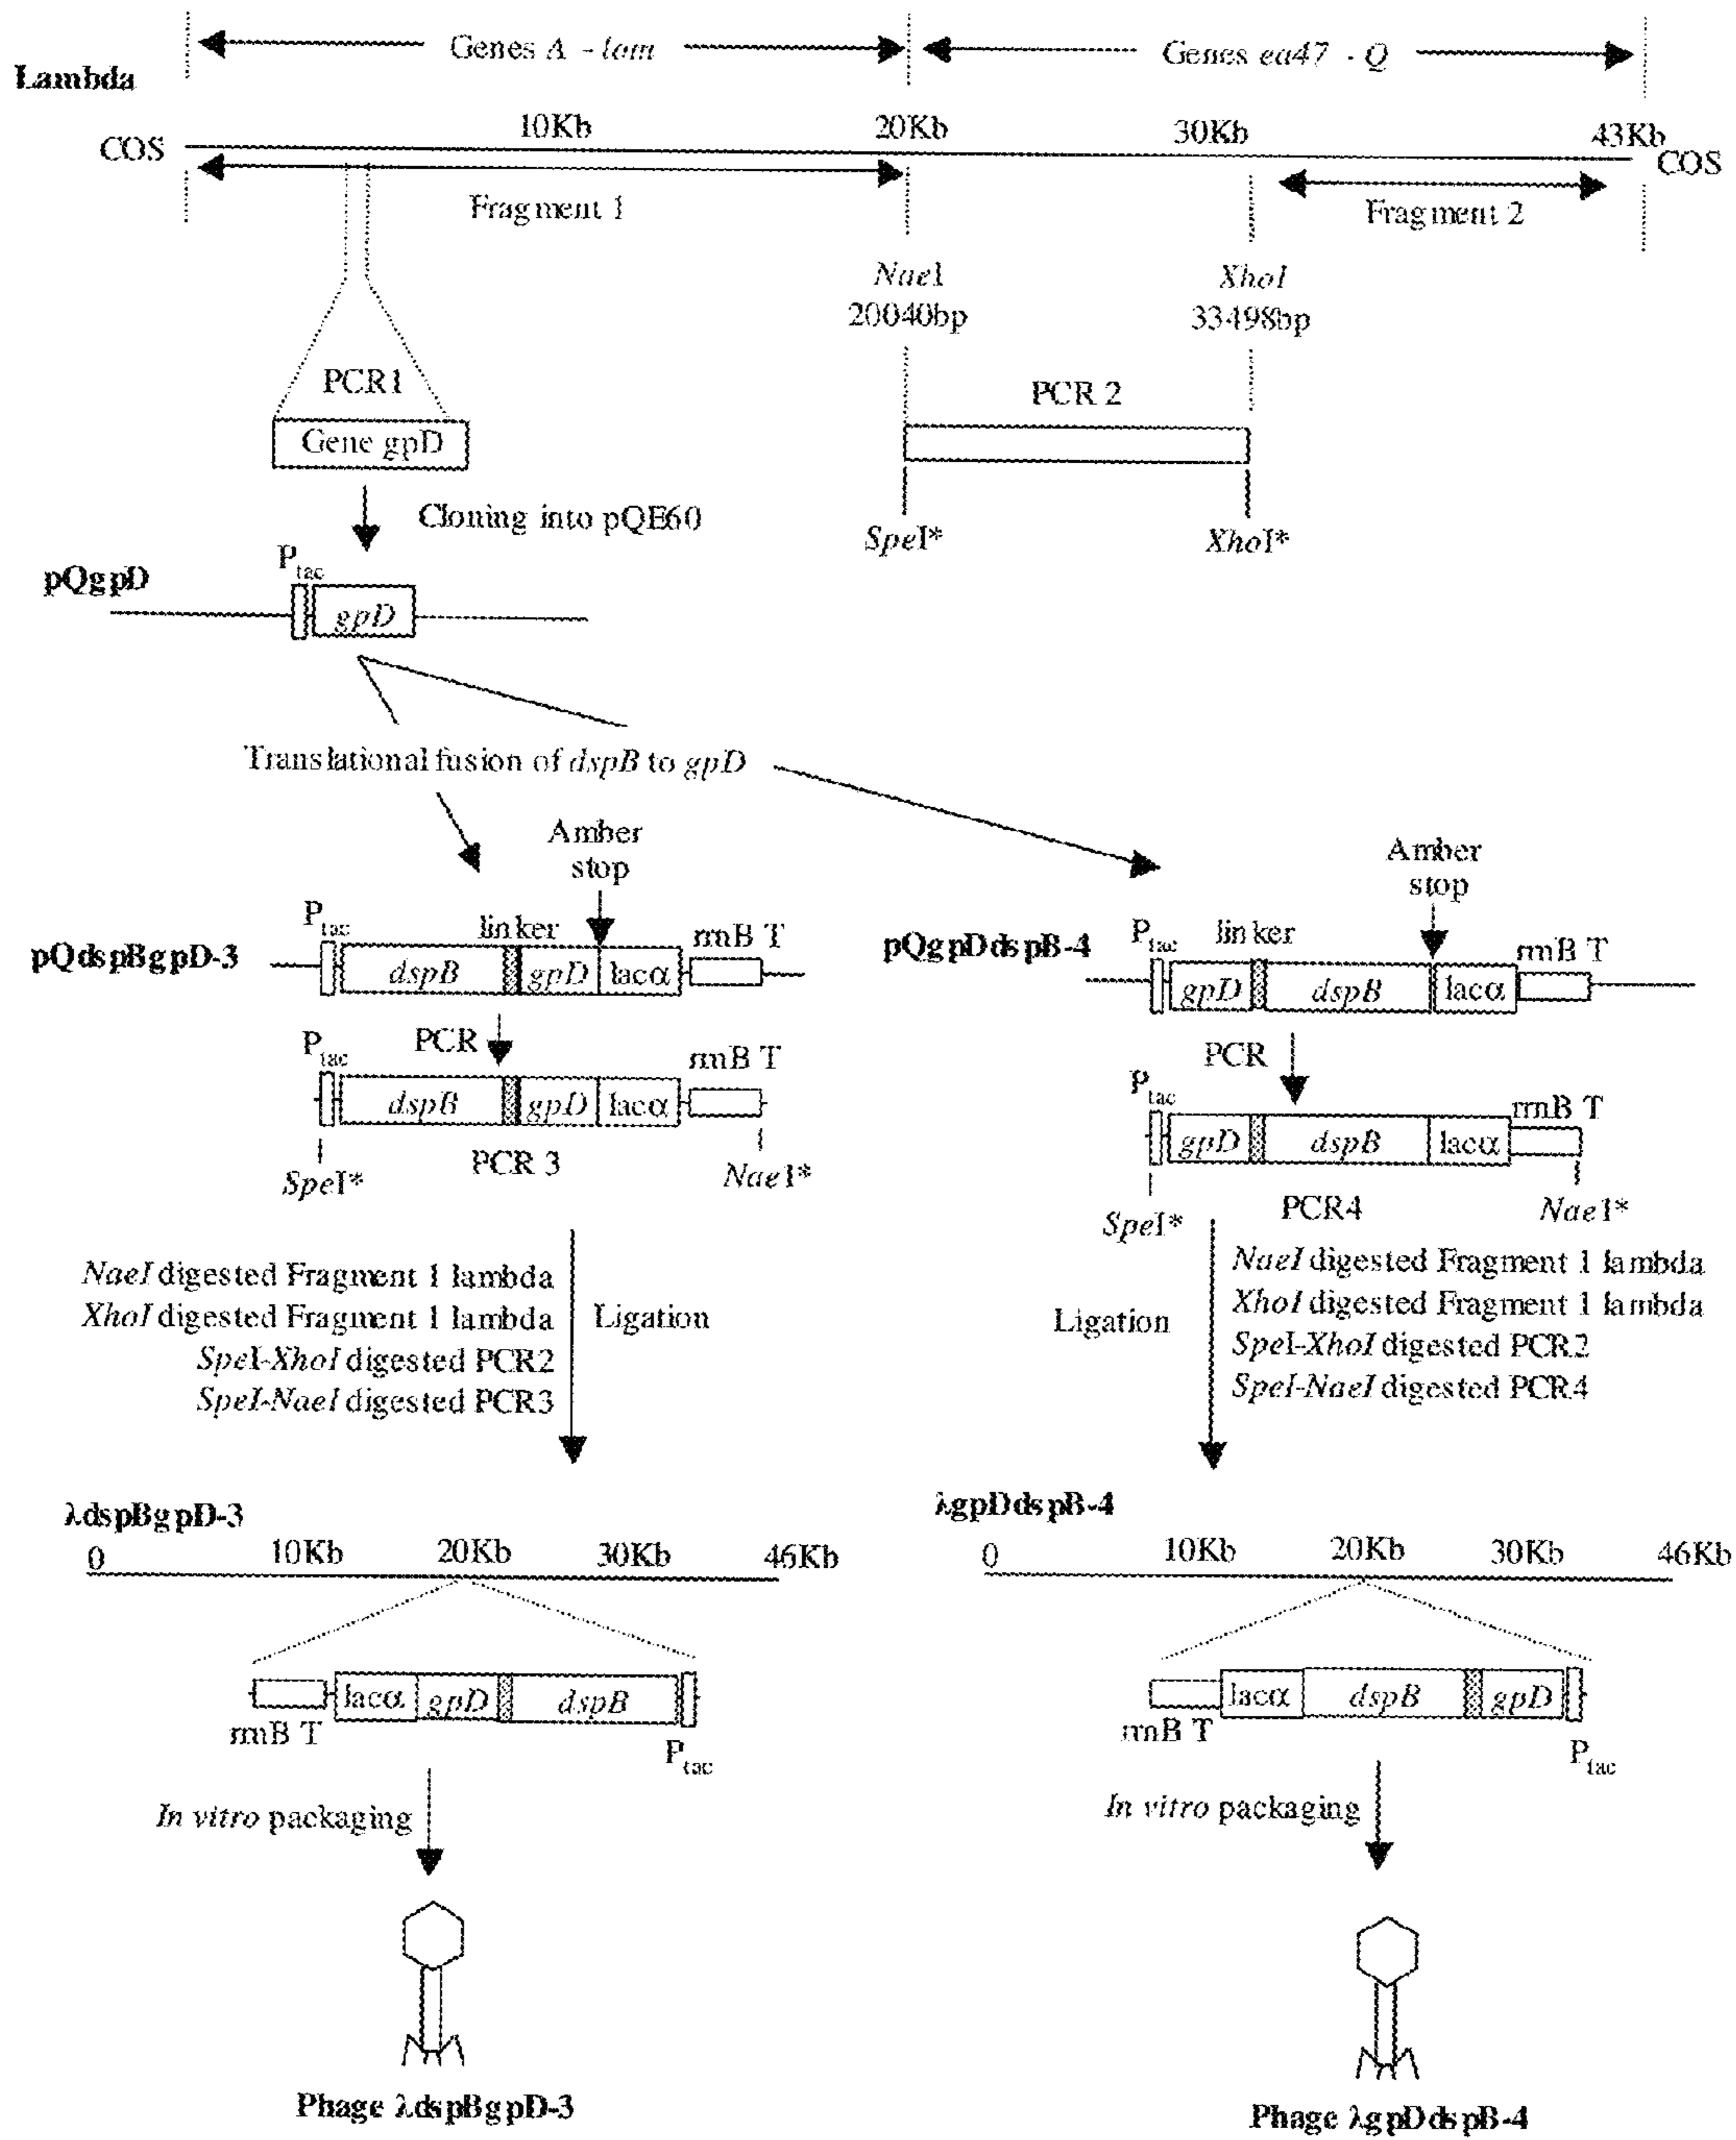 Genes A - lom
Genes ea47 - Q
Lambda
10Kb
20Kb
30Kb
43Kb
COS
COS
Fragment 1
Fragment 2
NaeI
20040bp
XhoI
33498bp
PCR1
PCR 2
Gene gpD
Cloning into pQE60
SpeI*
XhoI*
Ptac
pQgpD
gpD
Translational fusion of dspB to gpD
Amber
stop
Amber
stop
Ptac
linker
rrnB T
pQdspBgpD-3
dspB
gpD
lacα
Ptac
linker
rrnB T
pQgpDdspB-4
gpD
dspB
lacα
PCR
Ptac
rrnB T
dspB
gpD
lacα
PCR 3
SpeI*
NaeI*
PCR
Ptac
rrnB T
gpD
dspB
lacα
PCR4
SpeI*
NaeI*
NaeI digested Fragment 1 lambda
XhoI digested Fragment 1 lambda
SpeI-XhoI digested PCR2
SpeI-NaeI digested PCR3
Ligation
Ligation
NaeI digested Fragment 1 lambda
XhoI digested Fragment 1 lambda
SpeI-XhoI digested PCR2
SpeI-NaeI digested PCR4
λdspBgpD-3
0
10Kb
20Kb
30Kb
46Kb
λgpDdspB-4
0
10Kb
20Kb
30Kb
46Kb
lacα
gpD
dspB
rrnB T
Ptac
lacα
dspB
gpD
rrnB T
Ptac
In vitro packaging
In vitro packaging
Phage λdspBgpD-3
Phage λgpDdspB-4